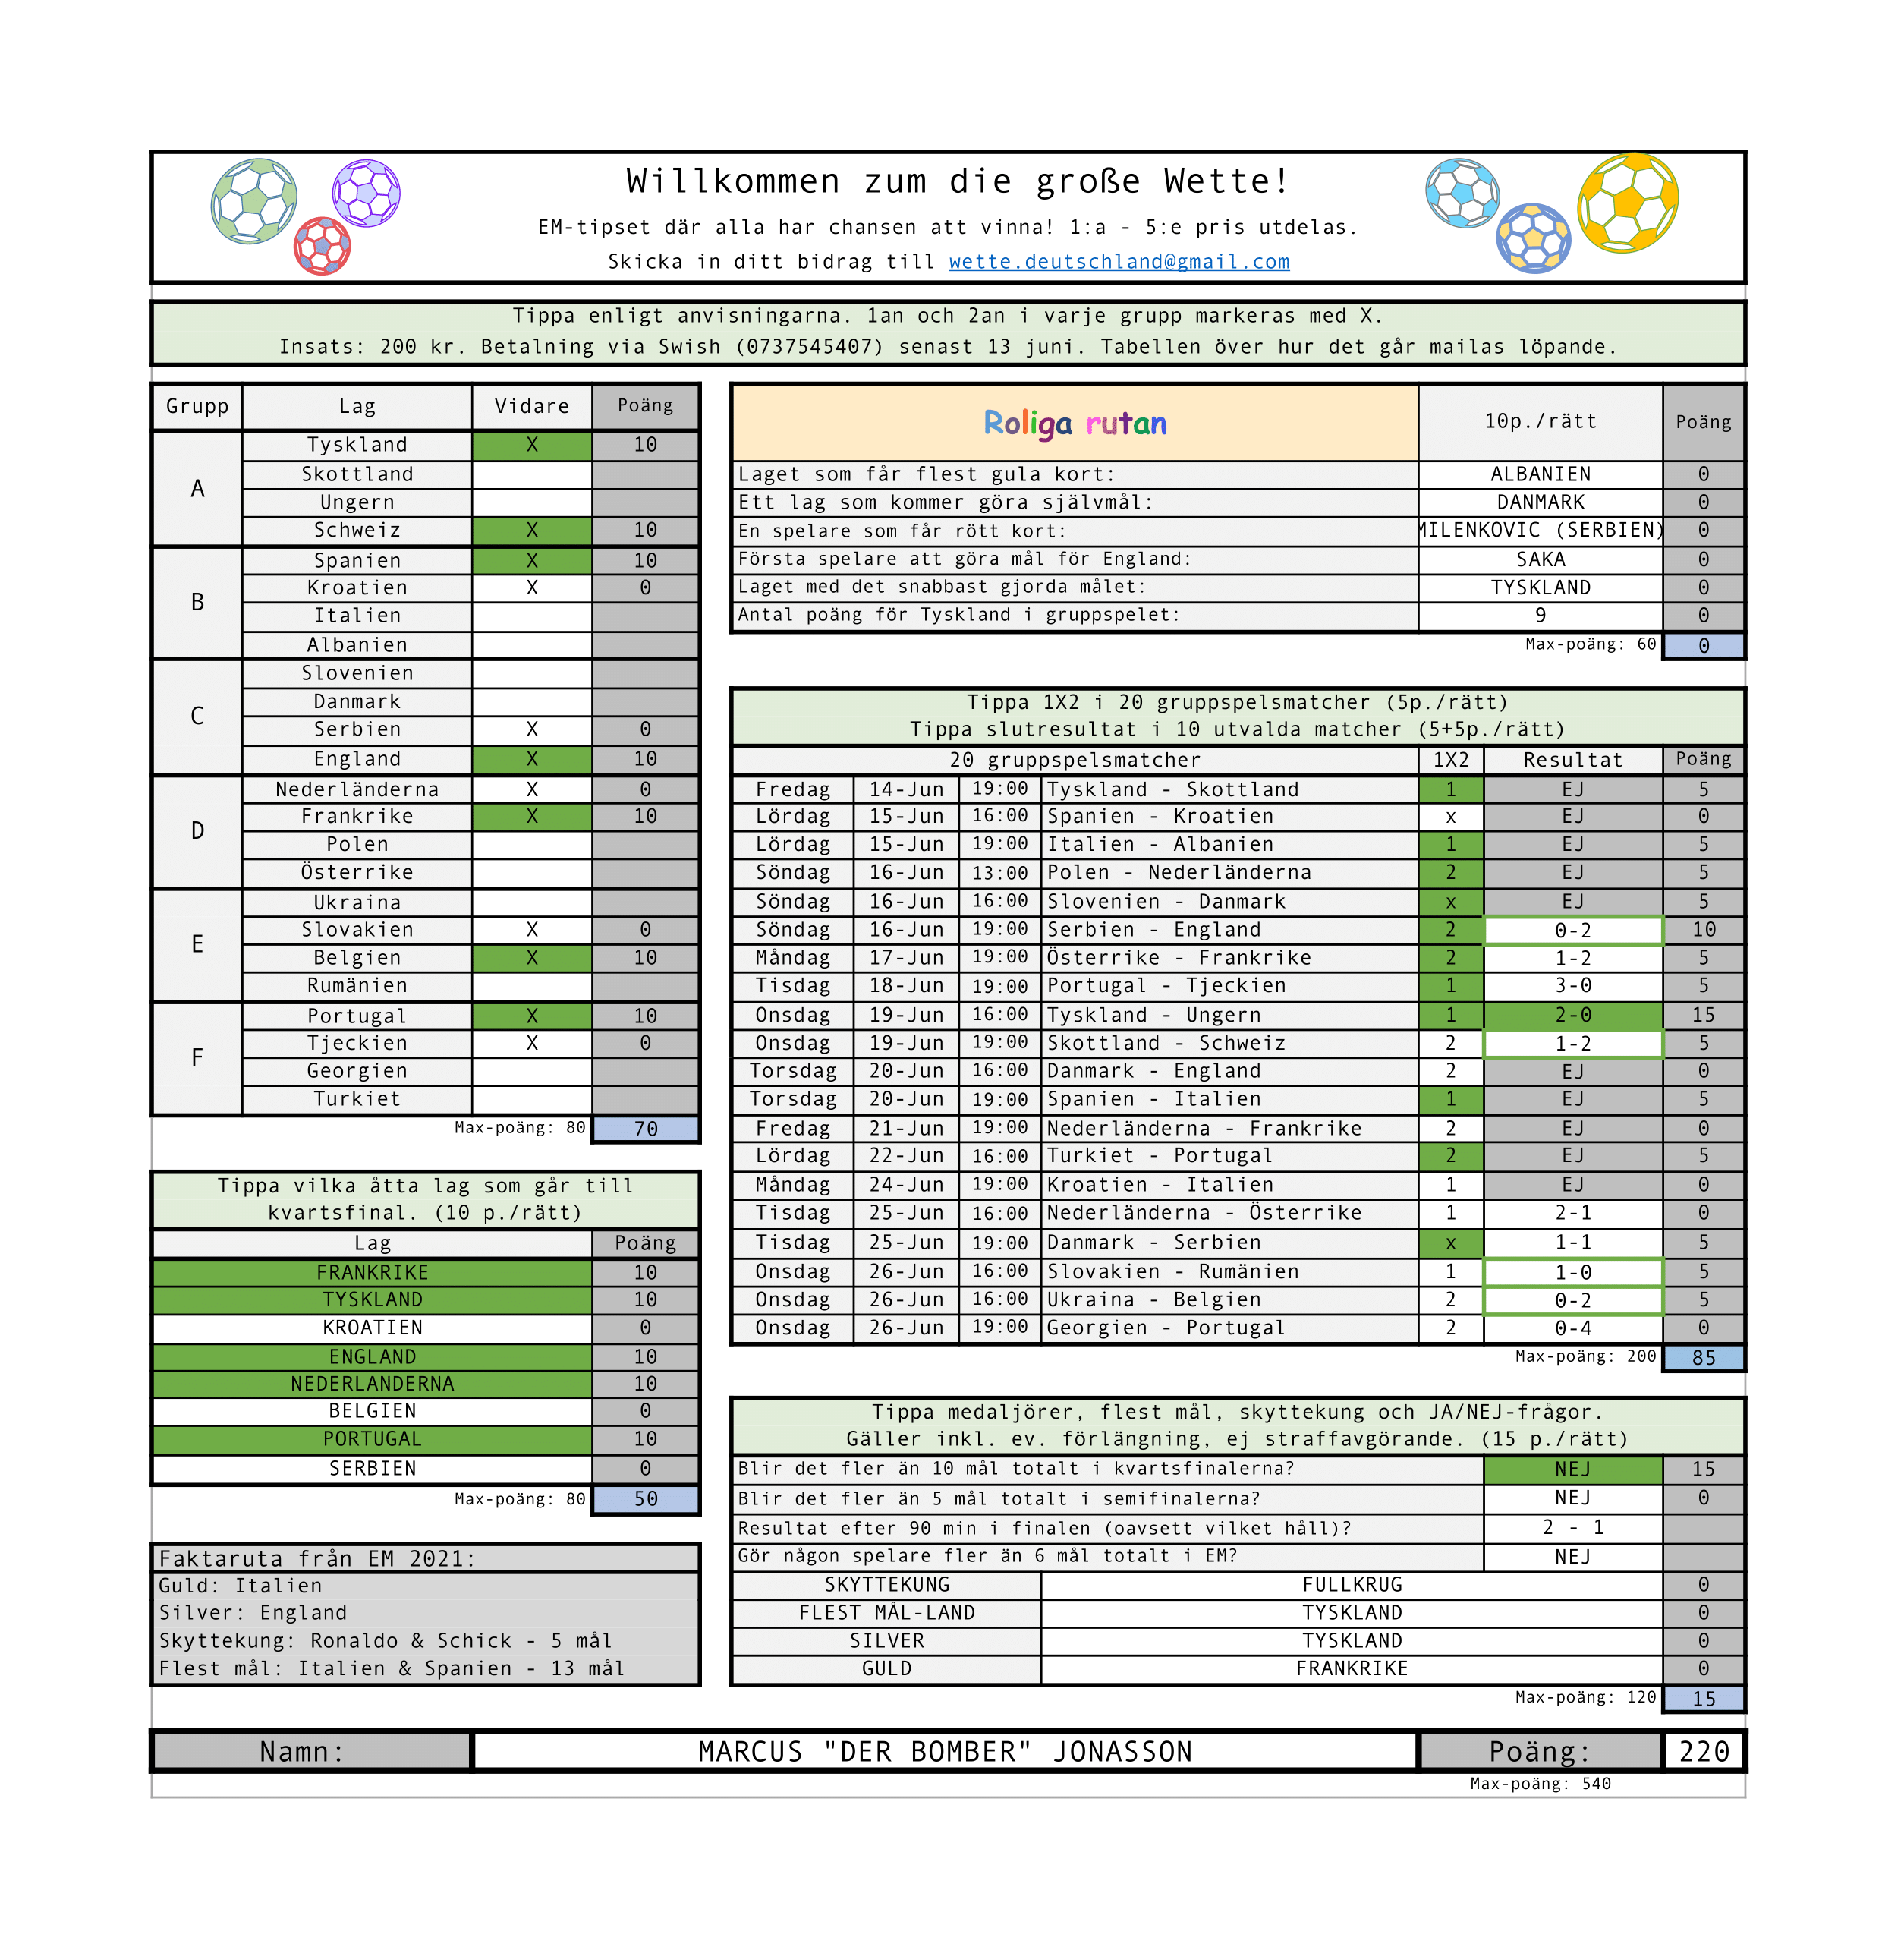 Willkommen zum die große Wette!
EM-tipset där alla har chansen att vinna! 1:a - 5:e pris utdelas.
Skicka in ditt bidrag till wette.deutschland@gmail.com
Tippa enligt anvisningarna. 1an och 2an i varje grupp markeras med X.
Insats: 200 kr. Betalning via Swish (0737545407) senast 13 juni. Tabellen över hur det går mailas löpande.
Grupp Lag Vidare Poäng
A
Tyskland X 10
Skottland
Ungern
Schweiz X 10
B
Spanien X 10
Kroatien X 0
Italien
Albanien
C
Slovenien
Danmark
Serbien X 0
England X 10
D
Nederländerna X 0
Frankrike X 10
Polen
Österrike
E
Ukraina
Slovakien X 0
Belgien X 10
Rumänien
F
Portugal X 10
Tjeckien X 0
Georgien
Turkiet
Max-poäng: 80 70
Tippa vilka åtta lag som går till
kvartsfinal. (10 p./rätt)
Lag Poäng
FRANKRIKE 10
TYSKLAND 10
KROATIEN 0
ENGLAND 10
NEDERLANDERNA 10
BELGIEN 0
PORTUGAL 10
SERBIEN 0
Max-poäng: 80 50
Faktaruta från EM 2021:
Guld: Italien
Silver: England
Skyttekung: Ronaldo & Schick - 5 mål
Flest mål: Italien & Spanien - 13 mål
Roliga rutan 10p./rätt Poäng
Laget som får flest gula kort: ALBANIEN 0
Ett lag som kommer göra självmål: DANMARK 0
En spelare som får rött kort: MILENKOVIC (SERBIEN) 0
Första spelare att göra mål för England: SAKA 0
Laget med det snabbast gjorda målet: TYSKLAND 0
Antal poäng för Tyskland i gruppspelet: 9 0
Max-poäng: 60 0
Tippa 1X2 i 20 gruppspelsmatcher (5p./rätt)
Tippa slutresultat i 10 utvalda matcher (5+5p./rätt)
20 gruppspelsmatcher 1X2 Resultat Poäng
Fredag 14-Jun 19:00 Tyskland - Skottland 1 EJ 5
Lördag 15-Jun 16:00 Spanien - Kroatien x EJ 0
Lördag 15-Jun 19:00 Italien - Albanien 1 EJ 5
Söndag 16-Jun 13:00 Polen - Nederländerna 2 EJ 5
Söndag 16-Jun 16:00 Slovenien - Danmark x EJ 5
Söndag 16-Jun 19:00 Serbien - England 2 0-2 10
Måndag 17-Jun 19:00 Österrike - Frankrike 2 1-2 5
Tisdag 18-Jun 19:00 Portugal - Tjeckien 1 3-0 5
Onsdag 19-Jun 16:00 Tyskland - Ungern 1 2-0 15
Onsdag 19-Jun 19:00 Skottland - Schweiz 2 1-2 5
Torsdag 20-Jun 16:00 Danmark - England 2 EJ 0
Torsdag 20-Jun 19:00 Spanien - Italien 1 EJ 5
Fredag 21-Jun 19:00 Nederländerna - Frankrike 2 EJ 0
Lördag 22-Jun 16:00 Turkiet - Portugal 2 EJ 5
Måndag 24-Jun 19:00 Kroatien - Italien 1 EJ 0
Tisdag 25-Jun 16:00 Nederländerna - Österrike 1 2-1 0
Tisdag 25-Jun 19:00 Danmark - Serbien x 1-1 5
Onsdag 26-Jun 16:00 Slovakien - Rumänien 1 1-0 5
Onsdag 26-Jun 16:00 Ukraina - Belgien 2 0-2 5
Onsdag 26-Jun 19:00 Georgien - Portugal 2 0-4 0
Max-poäng: 200 85
Tippa medaljörer, flest mål, skyttekung och JA/NEJ-frågor.
Gäller inkl. ev. förlängning, ej straffavgörande. (15 p./rätt)
Blir det fler än 10 mål totalt i kvartsfinalerna? NEJ 15
Blir det fler än 5 mål totalt i semifinalerna? NEJ 0
Resultat efter 90 min i finalen (oavsett vilket håll)? 2 - 1
Gör någon spelare fler än 6 mål totalt i EM? NEJ
SKYTTEKUNG FULLKRUG 0
FLEST MÅL-LAND TYSKLAND 0
SILVER TYSKLAND 0
GULD FRANKRIKE 0
Max-poäng: 120 15
Namn: MARCUS "DER BOMBER" JONASSON Poäng: 220
Max-poäng: 540